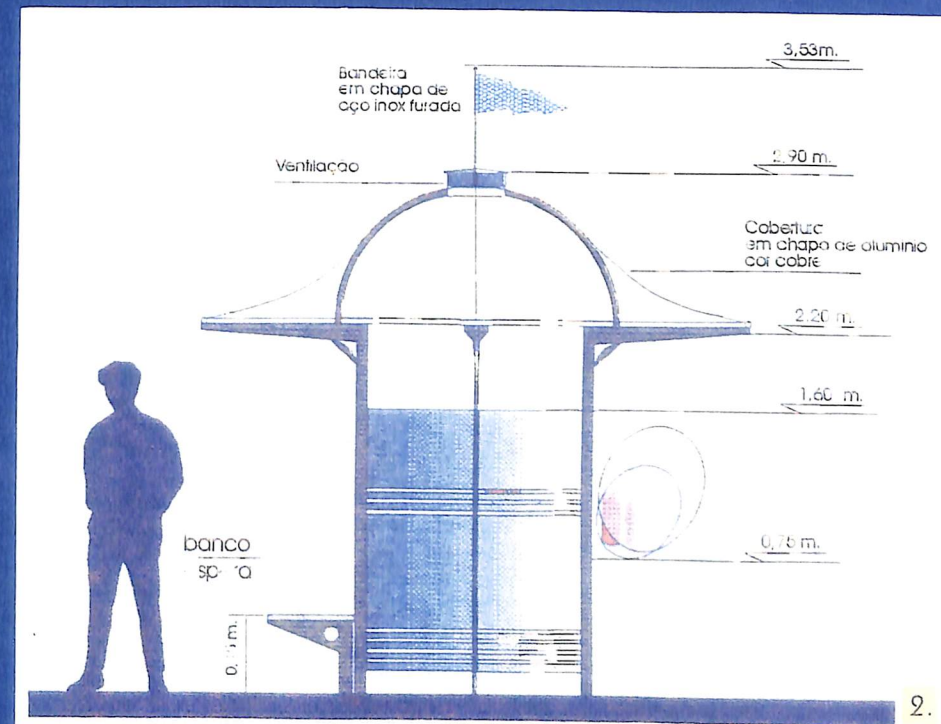 3,53m.
Bandeira
em chapa de
aço inox furada
2,90 m.
Ventilação
Cobertura
em chapa de alumínio
cor cobre
2.20 m.
1,60 m.
banco
0,75 m.
2.